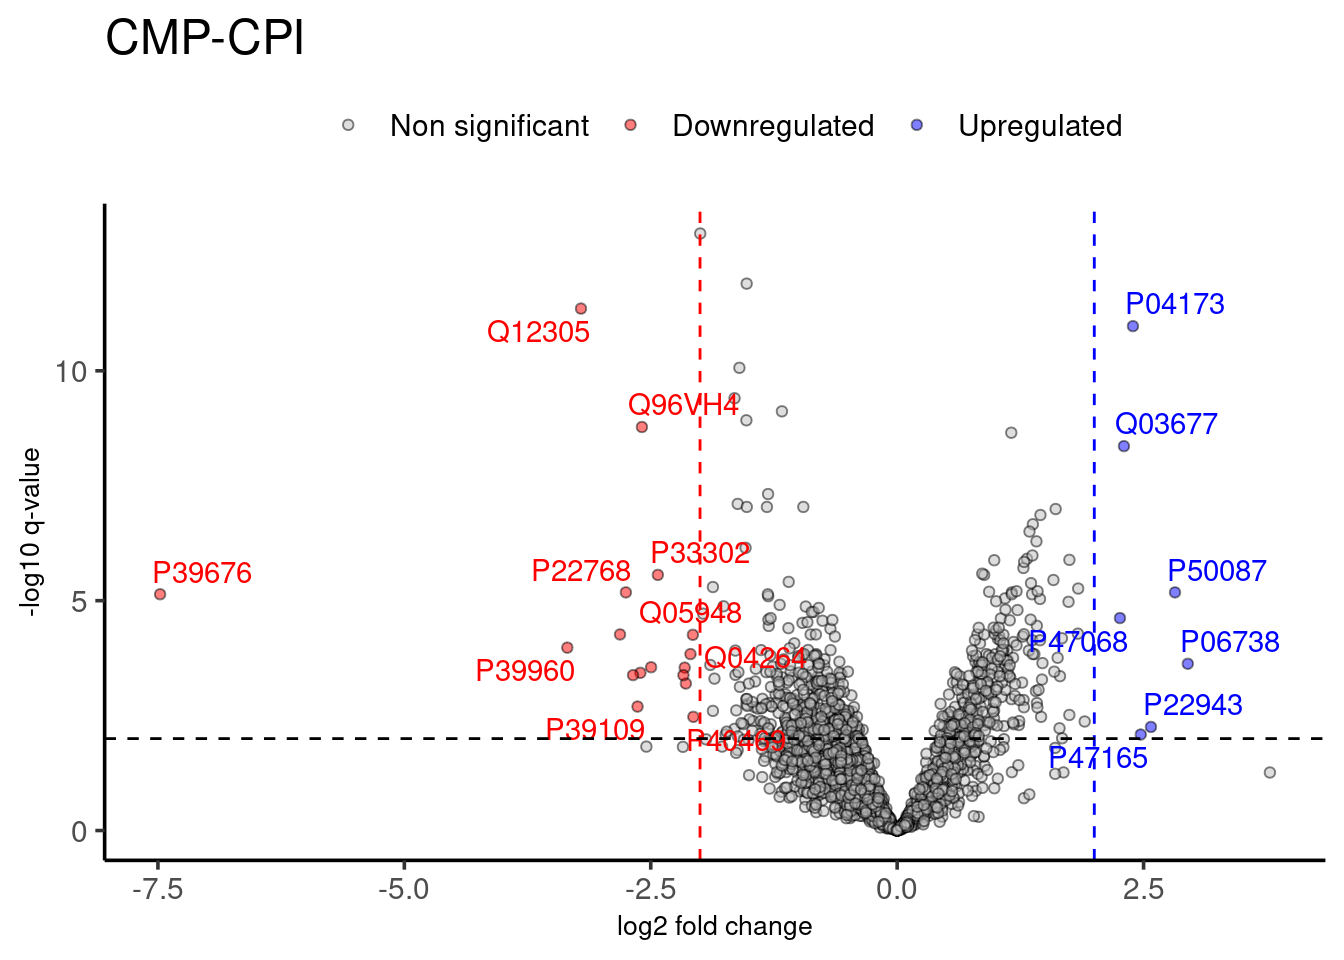 CMP-CPI
Non significant Downregulated Upregulated
-log10 q-value
10
5
0
P04173
Q12305
Q96VH4
Q03677
P33302
P39676
P22768
P50087
Q05948
P47068
P06738
Q04264
P39960
P22943
P39109
P40469
P47165
-7.5 -5.0 -2.5 0.0 2.5
log2 fold change